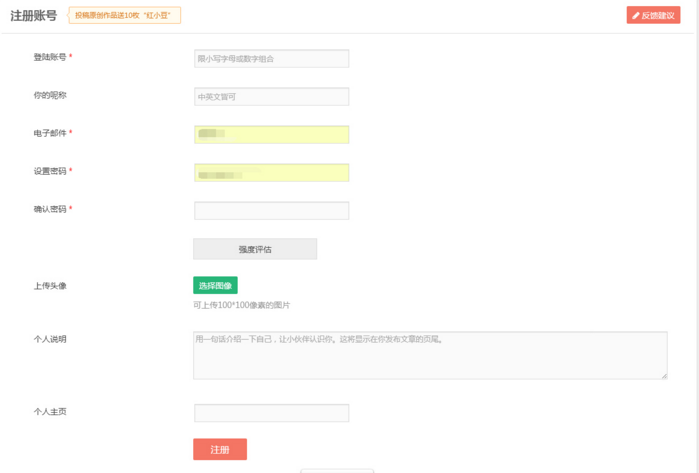 注册账号
投稿原创作品送10枚“红小豆”
反馈建议
登陆账号 *
限小写字母或数字组合
你的昵称
中英文皆可
电子邮件 *
设置密码 *
确认密码 *
强度评估
上传头像
选择图像
可上传100*100像素的图片
个人说明
用一句话介绍一下自己，让小伙伴认识你。这将显示在你发布文章的页尾。
个人主页
注册